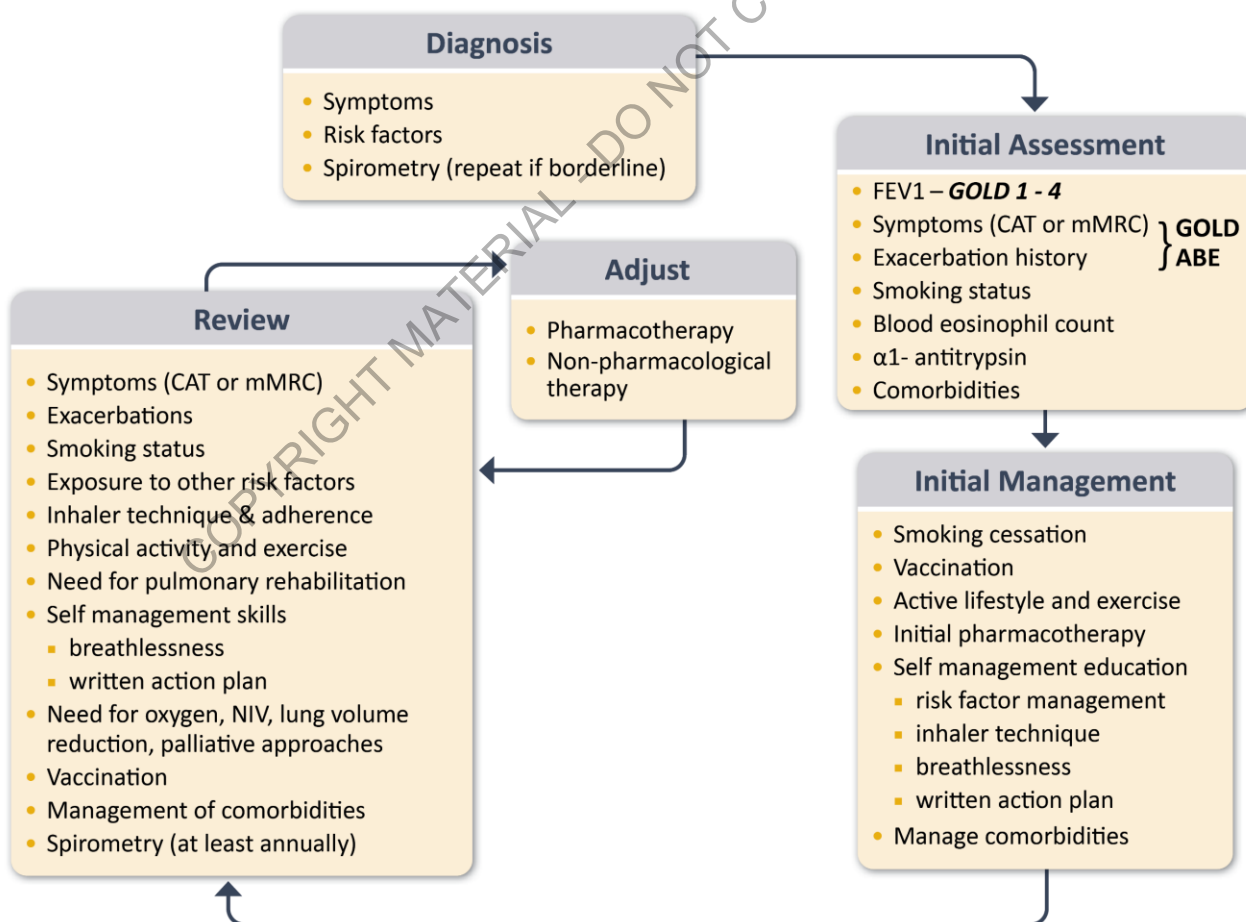 Diagnosis
• Symptoms
• Risk factors
• Spirometry (repeat if borderline)
Initial Assessment
• FEV1 – GOLD 1 - 4
• Symptoms (CAT or mMRC)
• Exacerbation history
} GOLD
ABE
• Smoking status
• Blood eosinophil count
• α1- antitrypsin
• Comorbidities
Initial Management
• Smoking cessation
• Vaccination
• Active lifestyle and exercise
• Initial pharmacotherapy
• Self management education
▪ risk factor management
▪ inhaler technique
▪ breathlessness
▪ written action plan
• Manage comorbidities
Review
• Symptoms (CAT or mMRC)
• Exacerbations
• Smoking status
• Exposure to other risk factors
• Inhaler technique & adherence
• Physical activity and exercise
• Need for pulmonary rehabilitation
• Self management skills
▪ breathlessness
▪ written action plan
• Need for oxygen, NIV, lung volume
reduction, palliative approaches
• Vaccination
• Management of comorbidities
• Spirometry (at least annually)
Adjust
• Pharmacotherapy
• Non-pharmacological
therapy
COPYRIGHT MATERIAL - DO NOT C